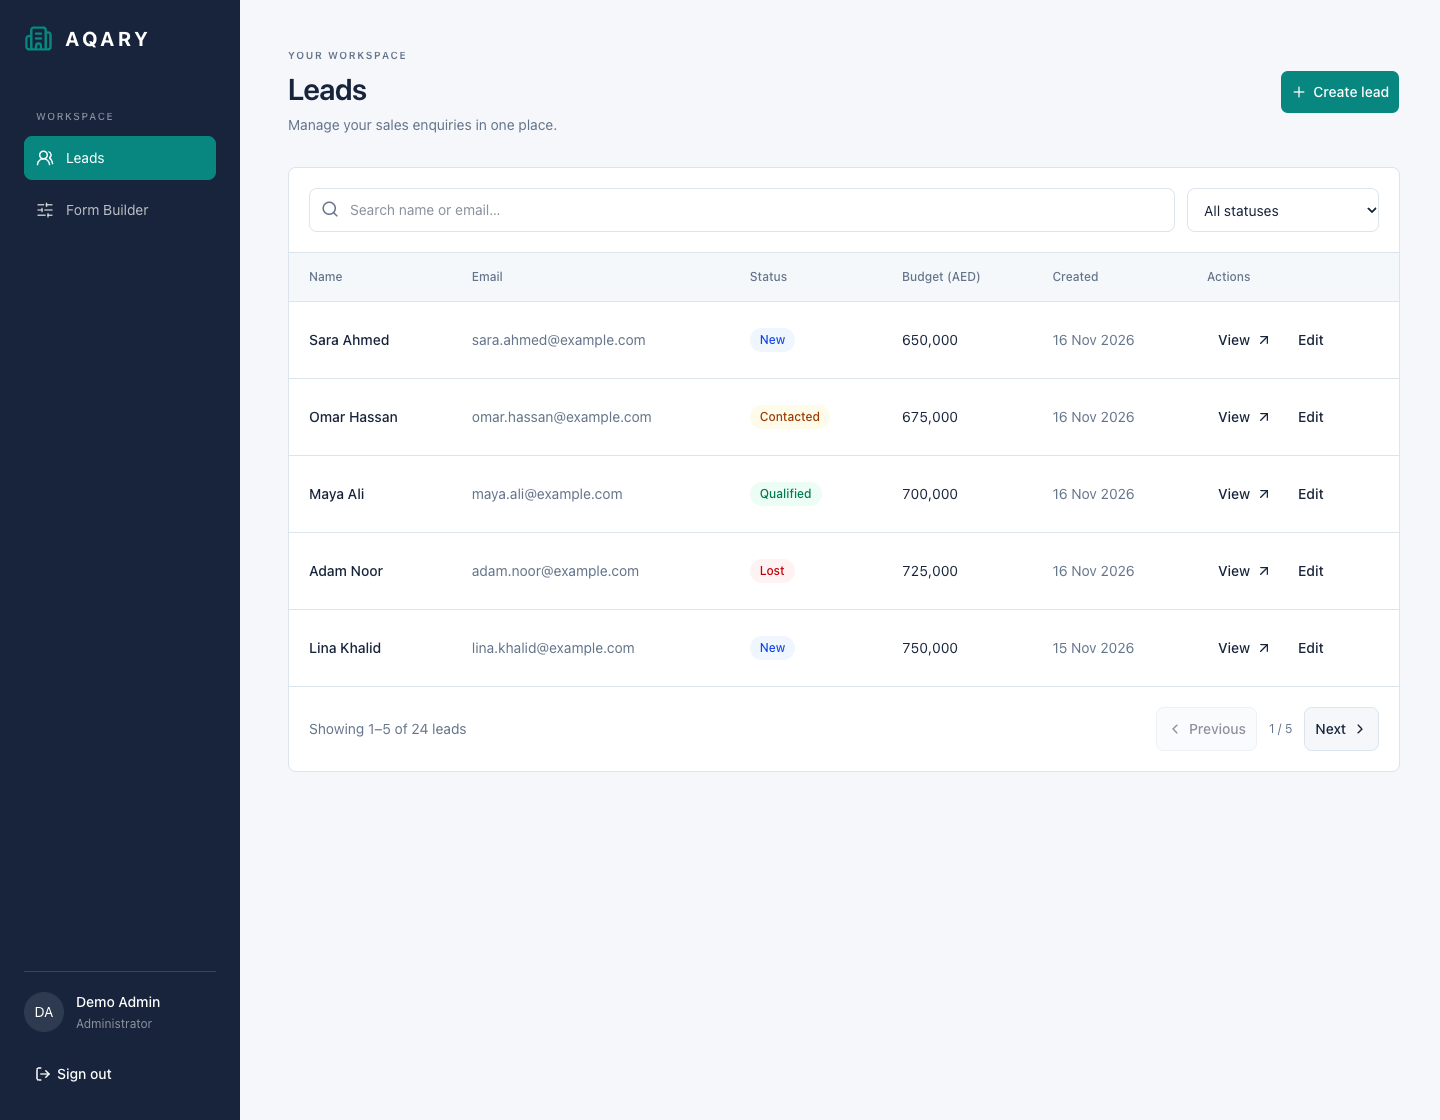 AQARY
WORKSPACE
Leads
Form Builder
Demo Admin
DA
Administrator
Sign out
YOUR WORKSPACE
Leads
Manage your sales enquiries in one place.
Create lead
Search name or email...
All statuses
Name Email Status Budget (AED) Created Actions
Sara Ahmed sara.ahmed@example.com New 650,000 16 Nov 2026 View Edit
Omar Hassan omar.hassan@example.com Contacted 675,000 16 Nov 2026 View Edit
Maya Ali maya.ali@example.com Qualified 700,000 16 Nov 2026 View Edit
Adam Noor adam.noor@example.com Lost 725,000 16 Nov 2026 View Edit
Lina Khalid lina.khalid@example.com New 750,000 15 Nov 2026 View Edit
Showing 1–5 of 24 leads Previous 1 / 5 Next